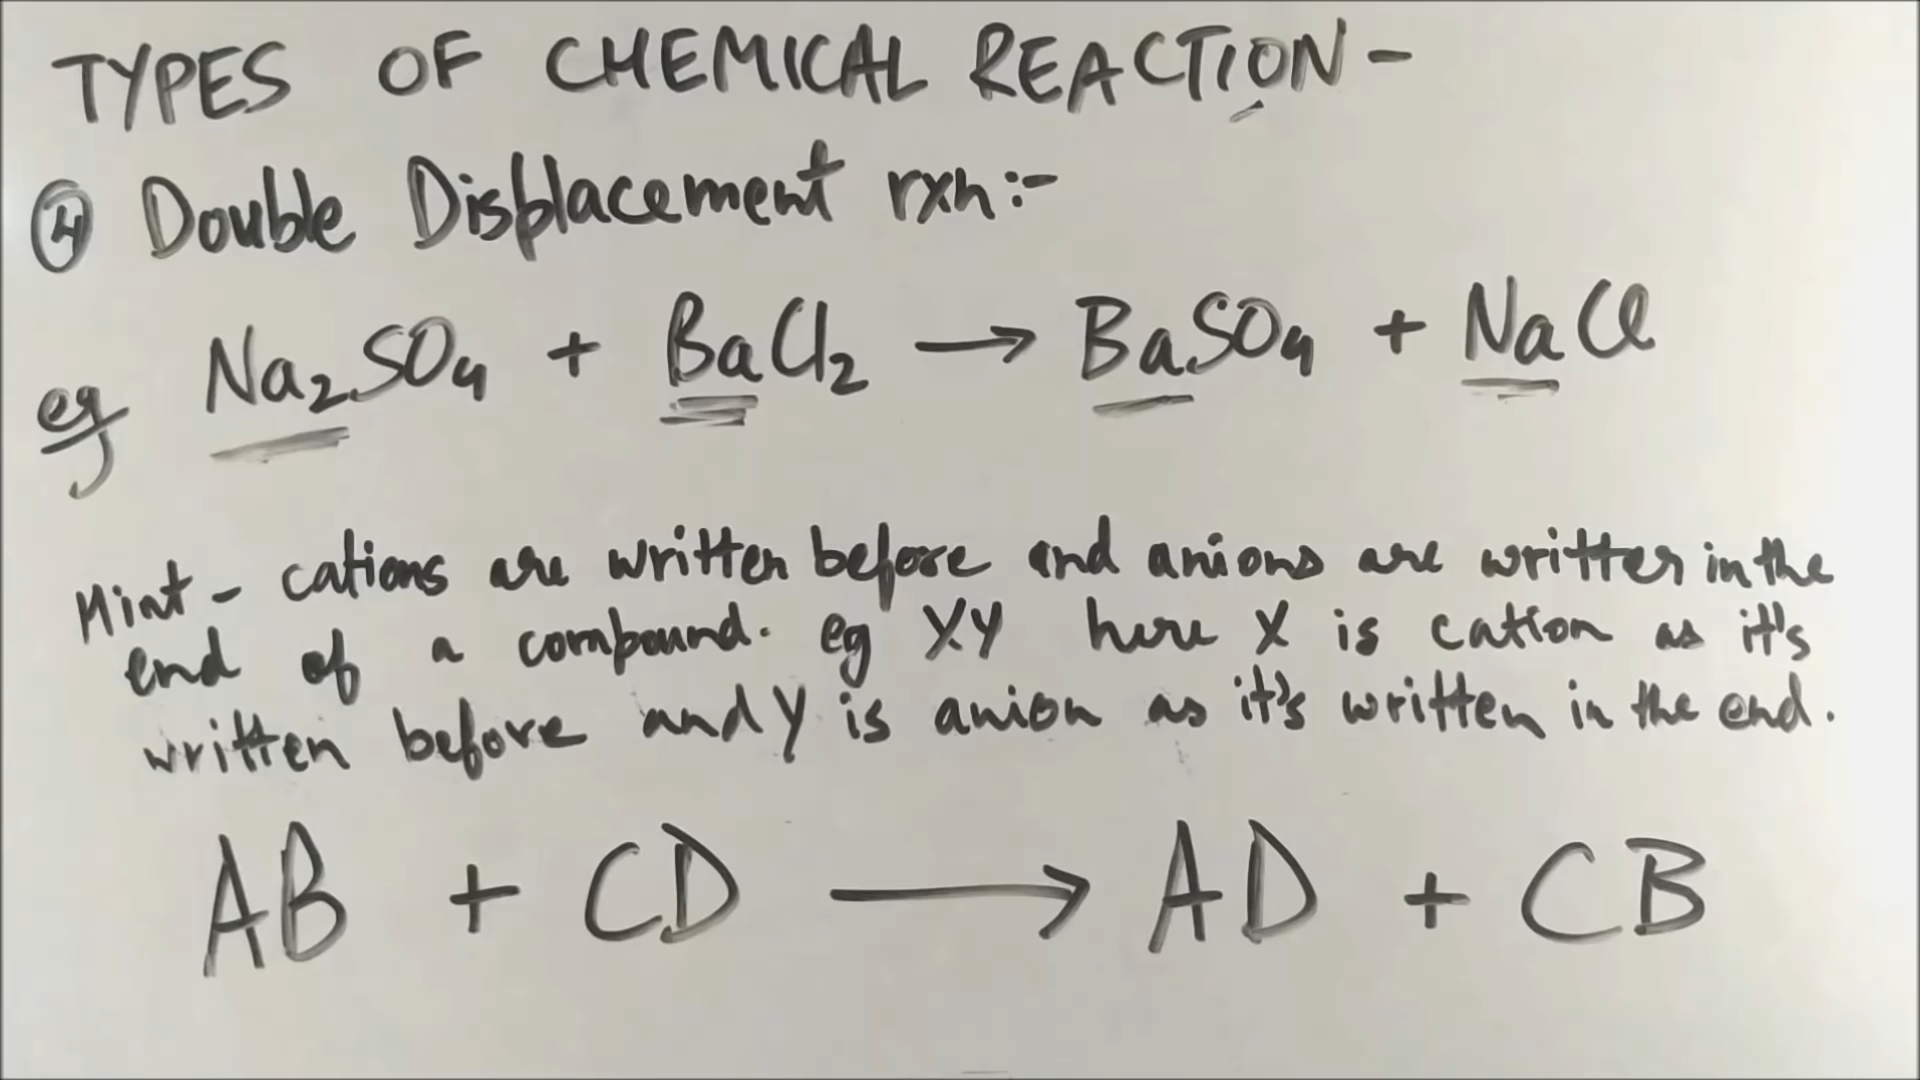 TYPES OF CHEMICAL REACTION -
④ Double Displacement rxn:-
eg Na₂SO₄ + BaCl₂ → BaSO₄ + NaCl
Hint - cations are written before and anions are written in the
end of a compound. eg XY here X is cation as it's
written before and Y is anion as it's written in the end.
AB + CD → AD + CB